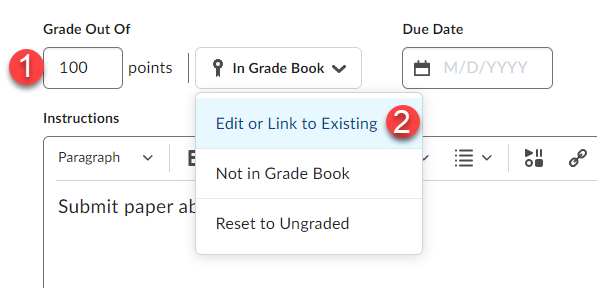 Grade Out Of
Due Date
1
100 points
In Grade Book
M/D/YYYY
Instructions
Edit or Link to Existing
2
Paragraph
Not in Grade Book
Submit paper
Reset to Ungraded